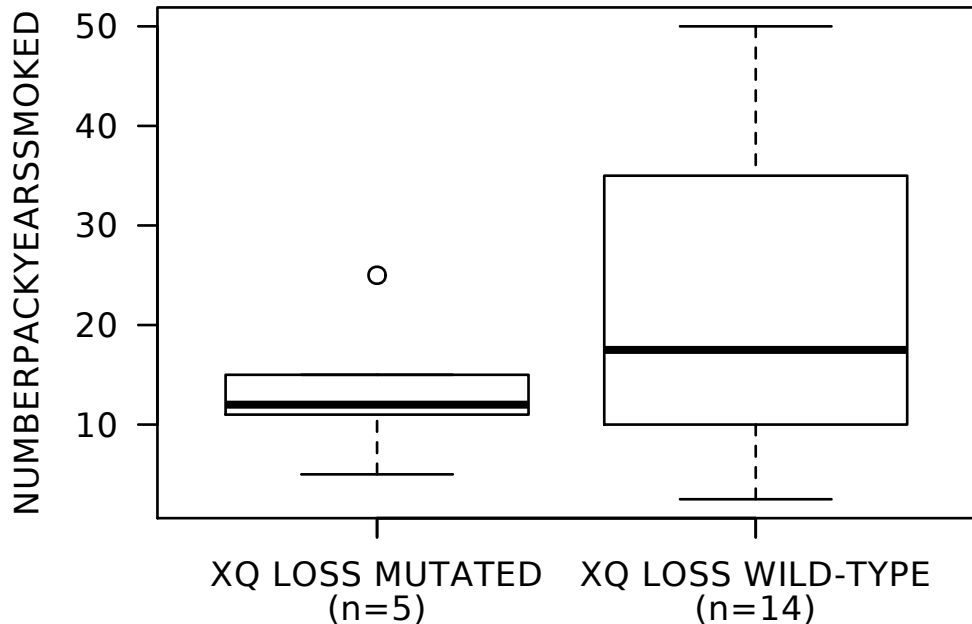 NUMBERPACKYEARSSMOKED
50
40
30
20
10
XQ LOSS MUTATED
(n=5)
XQ LOSS WILD-TYPE
(n=14)